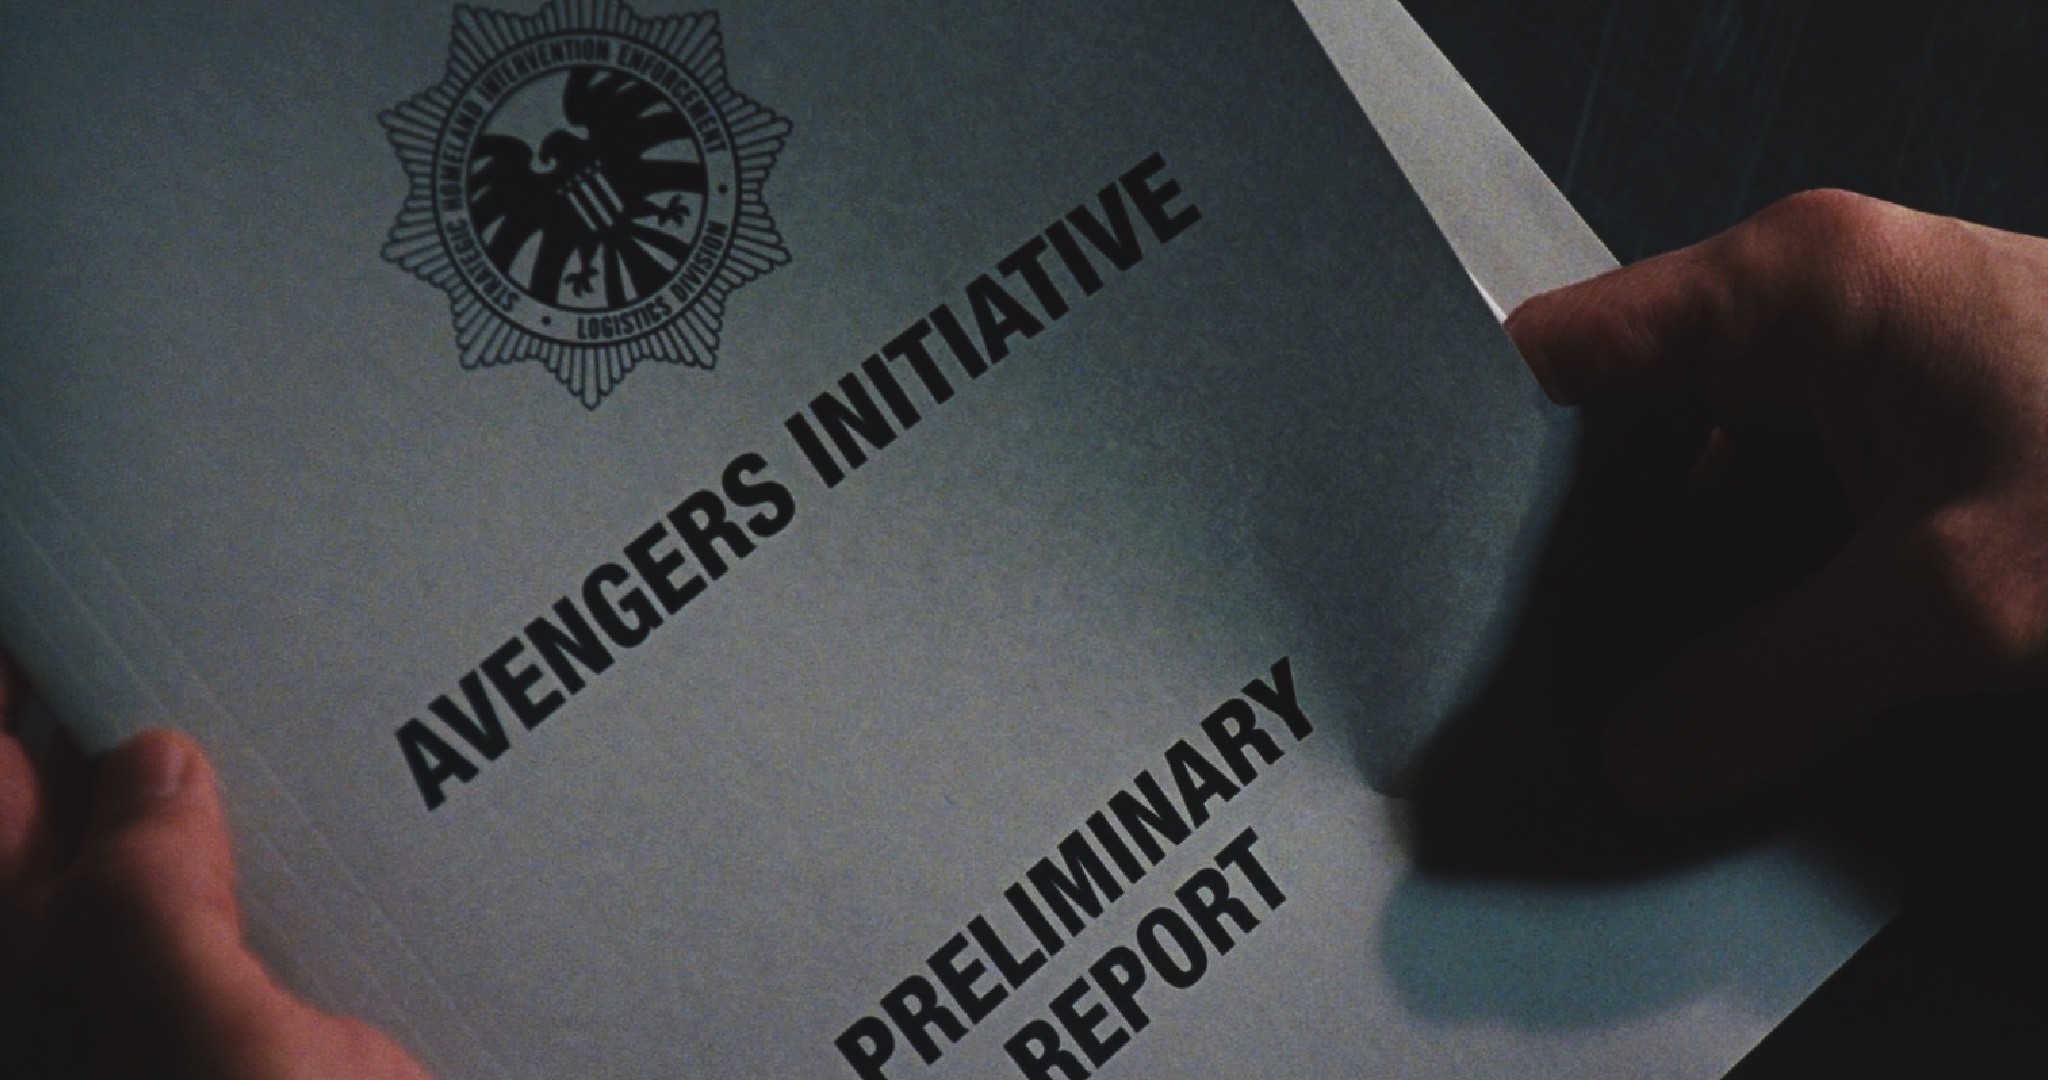 STRATEGIC HOMELAND INTERVENTION ENFORCEMENT
LOGISTICS DIVISION
AVENGERS INITIATIVE
PRELIMINARY
REPORT